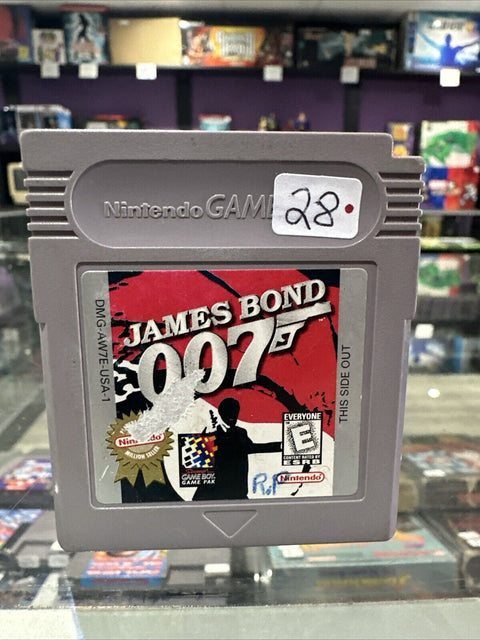 Nintendo GAME
28.
DMG-AW7E-USA-1
JAMES BOND
007
THIS SIDE OUT
Nintendo
MILLION SELLER
GAME BOY
GAME PAK
EVERYONE
E
CONTENT RATED BY
ESRB
R.P
Nintendo